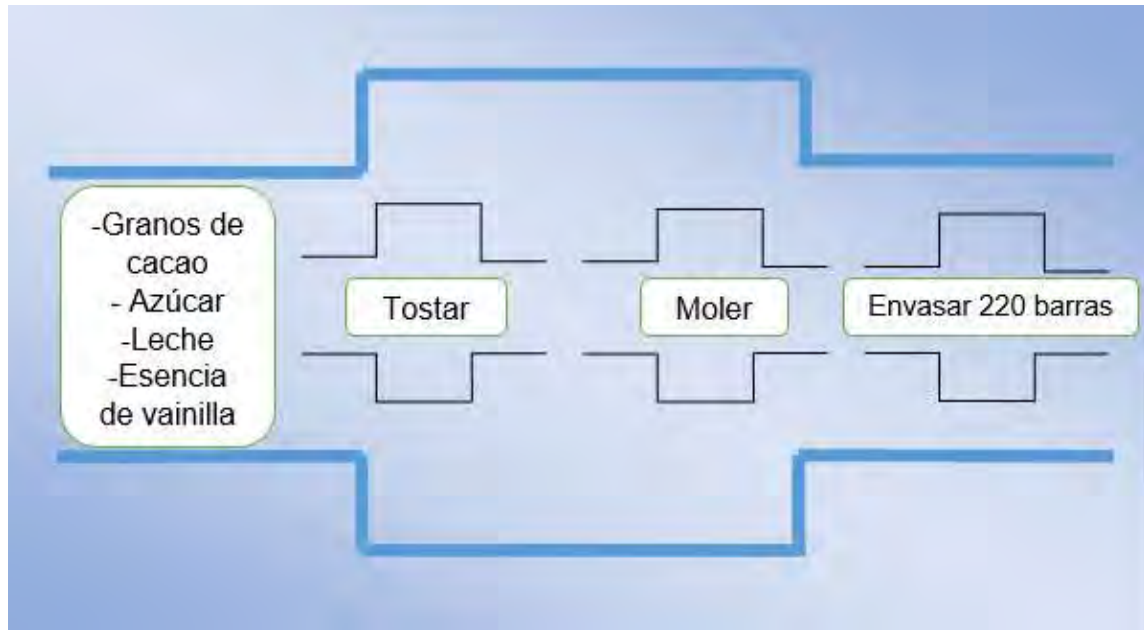 -Granos de
cacao
- Azúcar
-Leche
-Esencia
de vainilla
Tostar
Moler
Envasar 220 barras